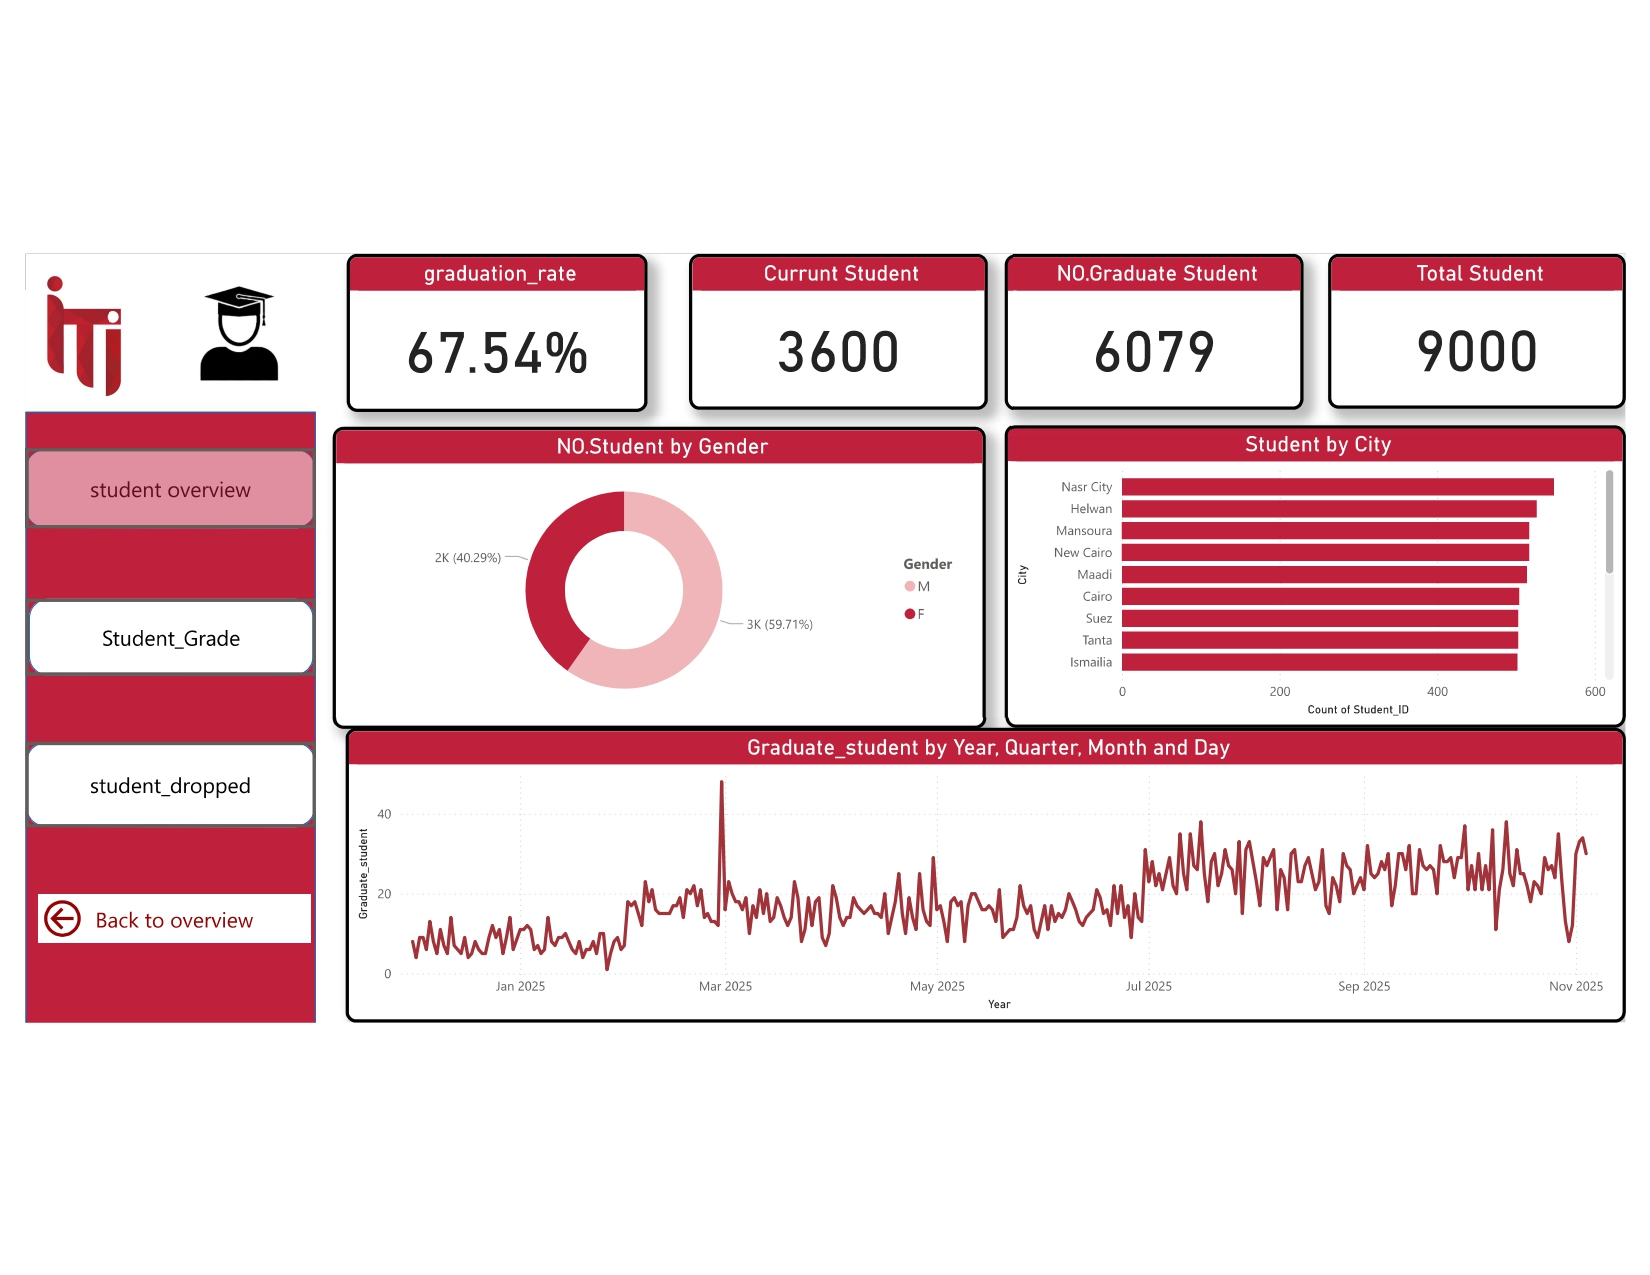 iTi
graduation_rate
67.54%
Currunt Student
3600
NO.Graduate Student
6079
Total Student
9000
student overview
Student_Grade
student_dropped
Back to overview
NO.Student by Gender
2K (40.29%)
3K (59.71%)
Gender
M
F
Student by City
City
Nasr City
Helwan
Mansoura
New Cairo
Maadi
Cairo
Suez
Tanta
Ismailia
0 200 400 600
Count of Student_ID
Graduate_student by Year, Quarter, Month and Day
Graduate_student
40
20
0
Jan 2025 Mar 2025 May 2025 Jul 2025 Sep 2025 Nov 2025
Year